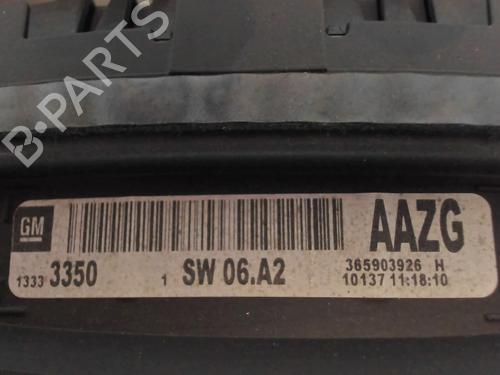 B-PARTS
GM
AAZG
1333 3350 1 SW 06.A2
365903926 H
10137 11:18:10